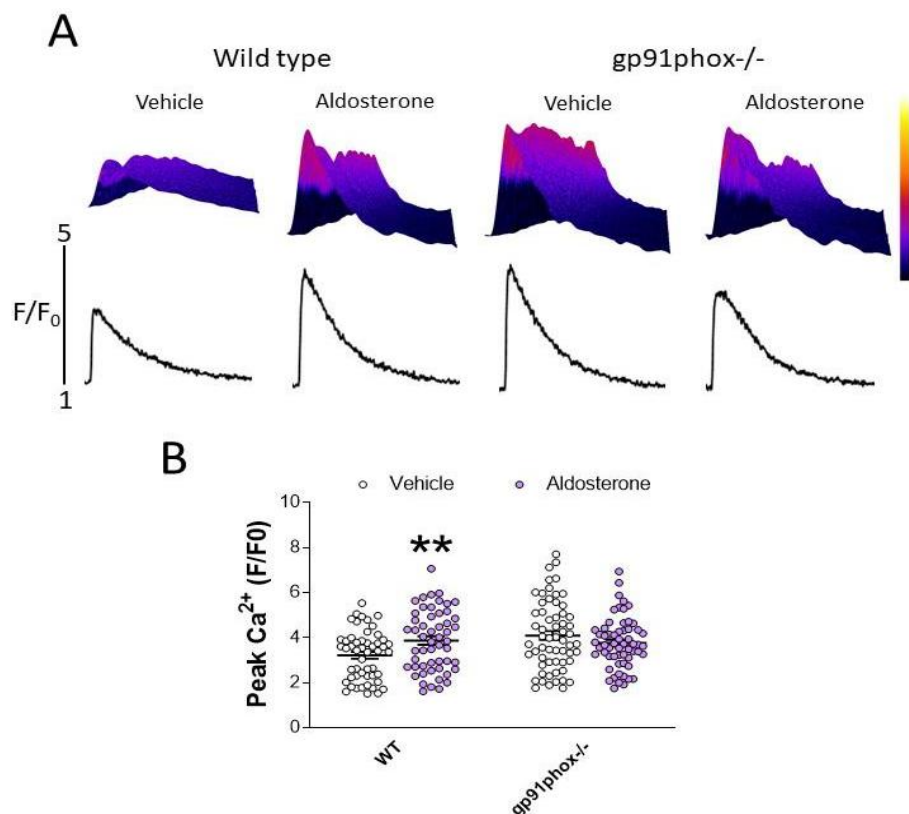 A
Wild type gp91phox-/-
Vehicle Aldosterone Vehicle Aldosterone
5
F/F0
1
B
Vehicle Aldosterone
10
**
8
6
4
2
0
Peak Ca2+ (F/F0)
WT
gp91phox-/-